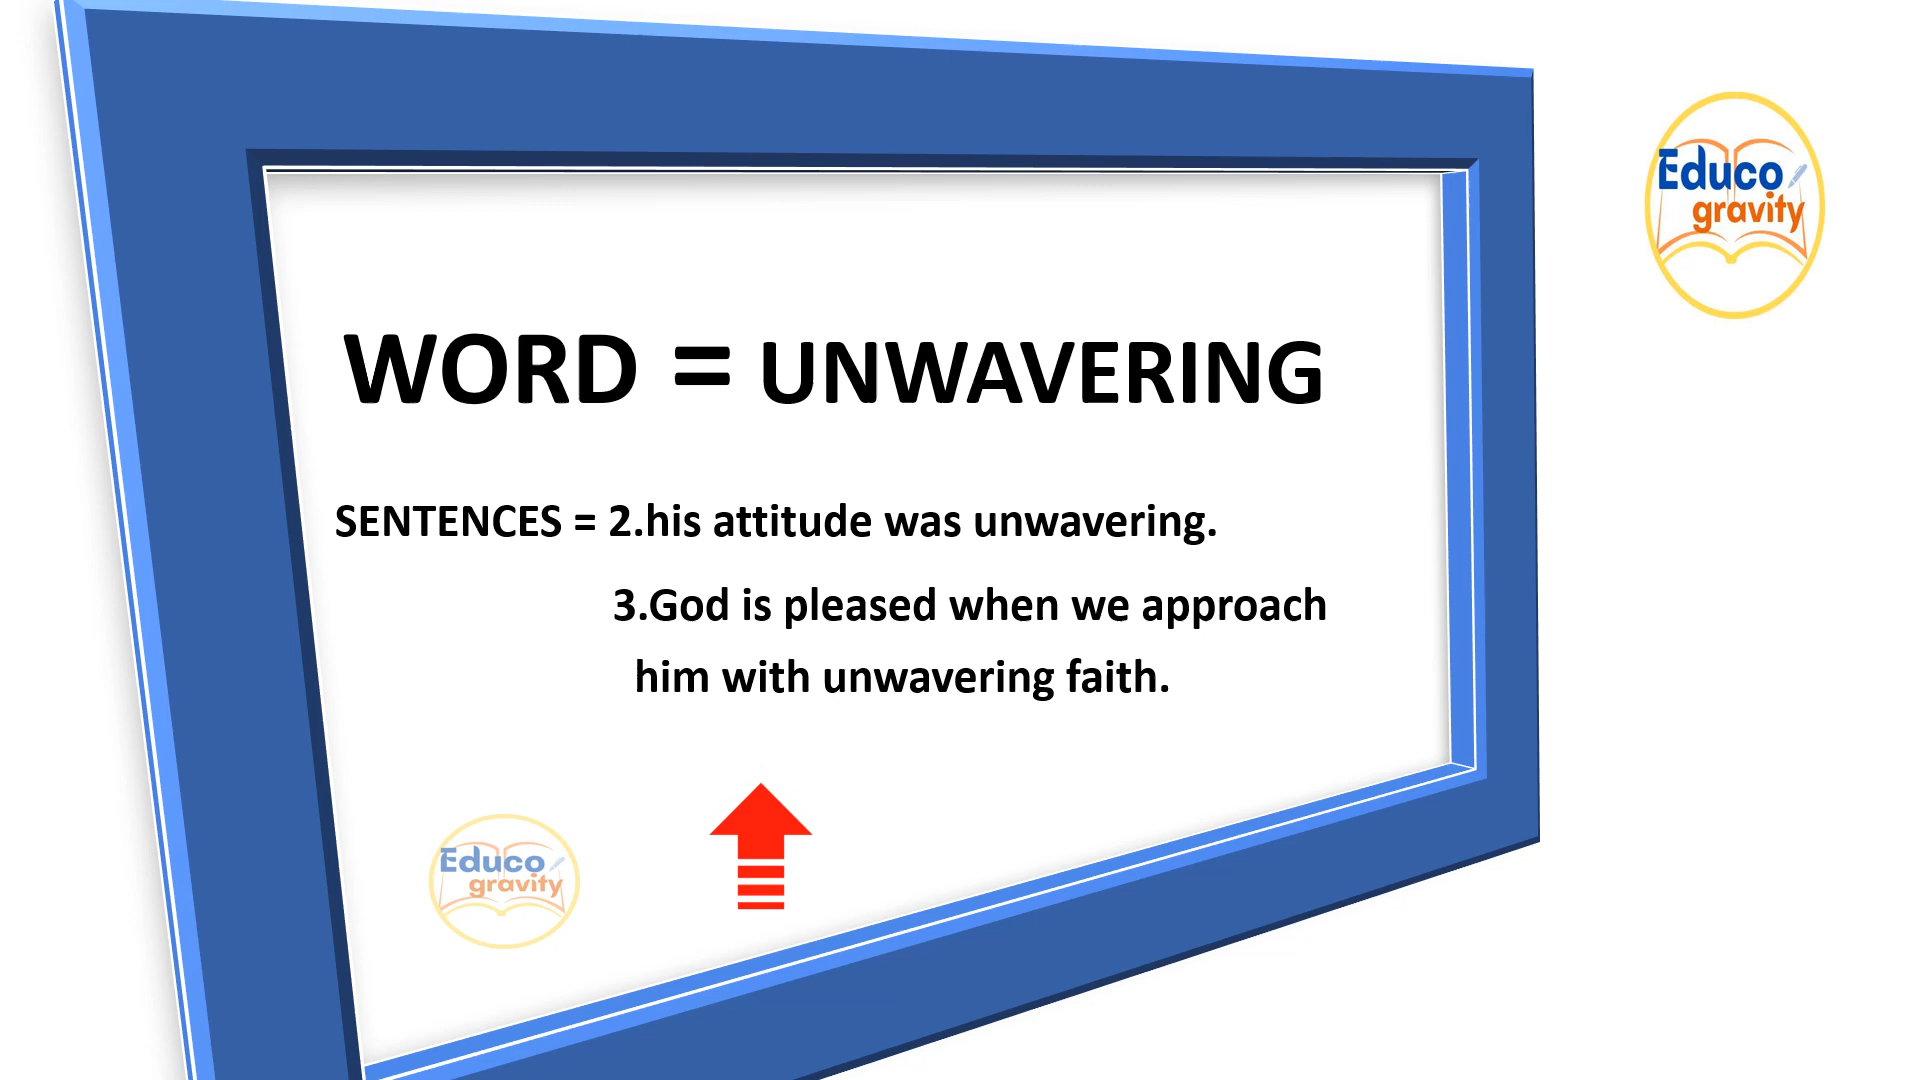 Educo
gravity
WORD = UNWAVERING
SENTENCES = 2.his attitude was unwavering.
3.God is pleased when we approach
him with unwavering faith.
Educo
gravity